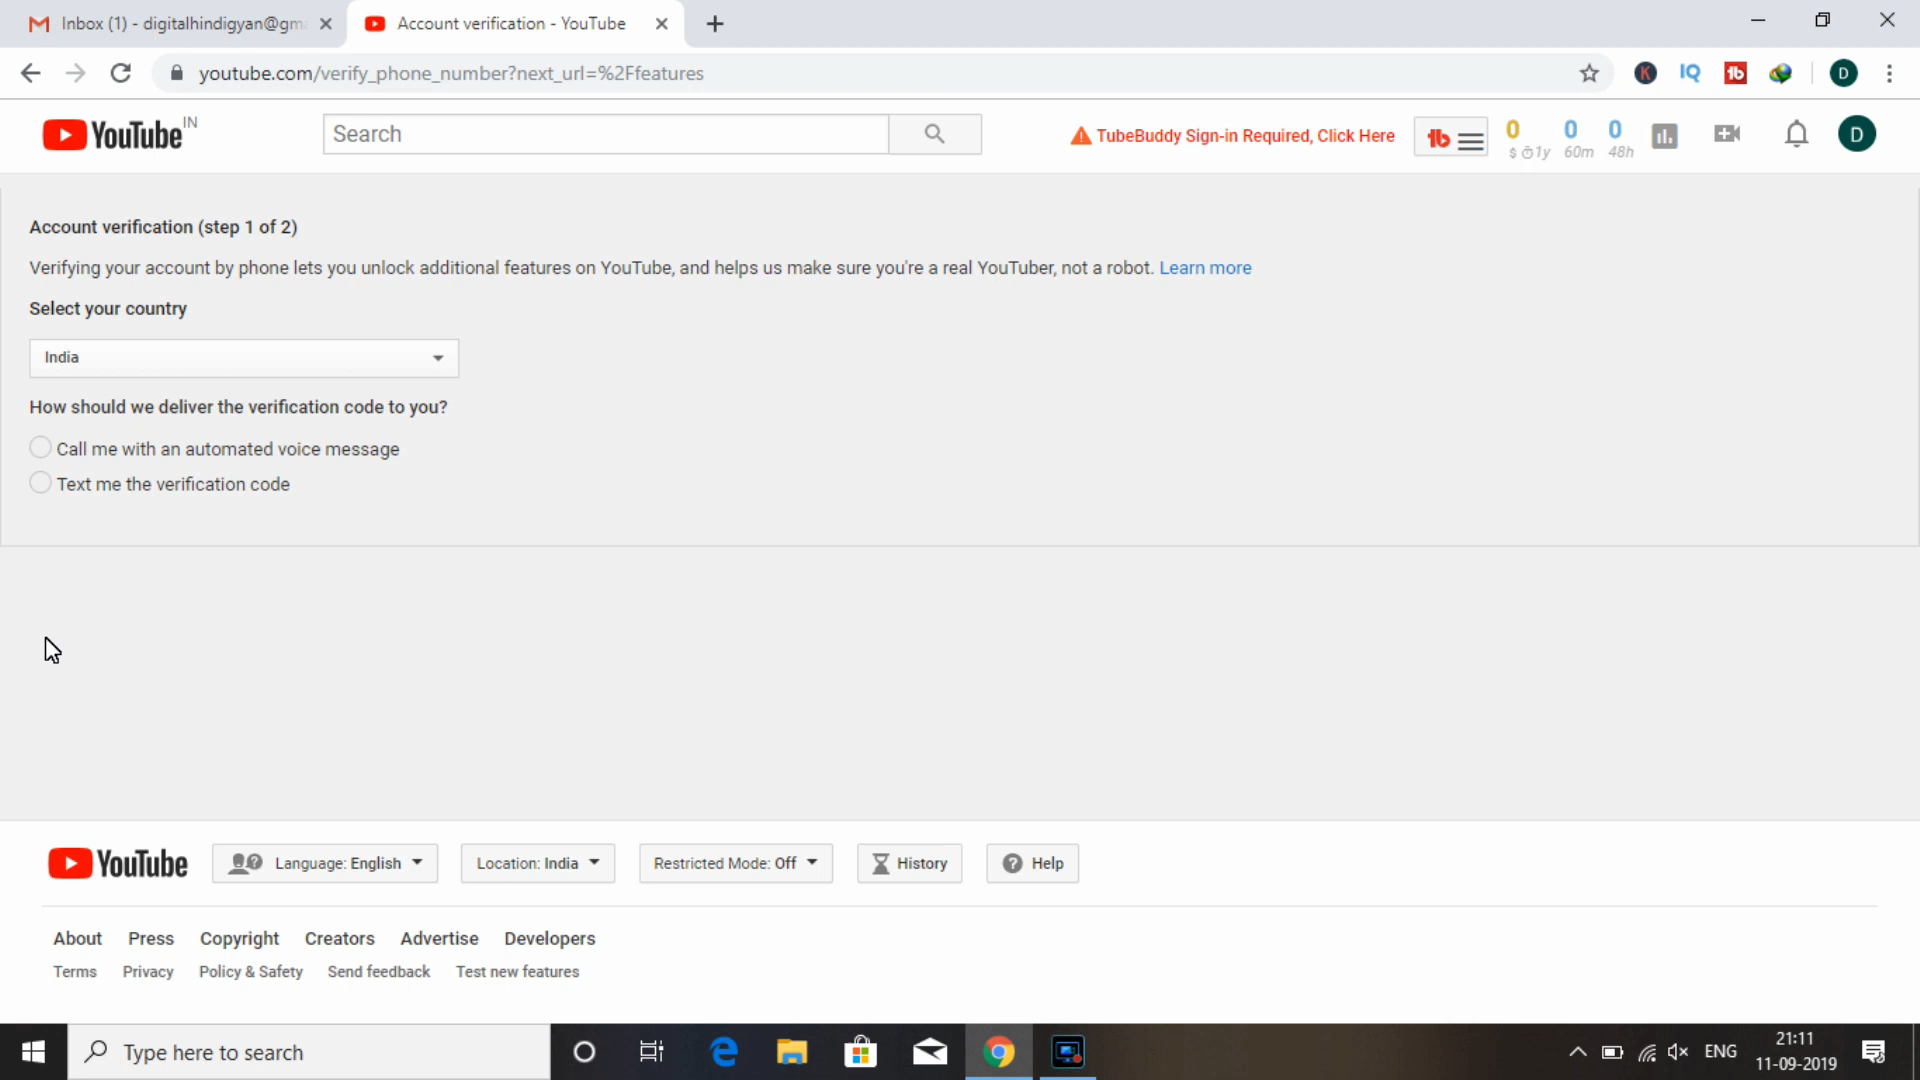 Inbox (1) - digitalhindigyan@gma
Account verification - YouTube
youtube.com/verify_phone_number?next_url=%2Ffeatures
K
IQ
tb
D
YouTube IN
Search
TubeBuddy Sign-in Required, Click Here
tb
0
$ 1y
0
60m
0
48h
D
Account verification (step 1 of 2)
Verifying your account by phone lets you unlock additional features on YouTube, and helps us make sure you're a real YouTuber, not a robot. Learn more
Select your country
India
How should we deliver the verification code to you?
Call me with an automated voice message
Text me the verification code
YouTube
Language: English
Location: India
Restricted Mode: Off
History
Help
About Press Copyright Creators Advertise Developers
Terms Privacy Policy & Safety Send feedback Test new features
Type here to search
ENG
21:11
11-09-2019